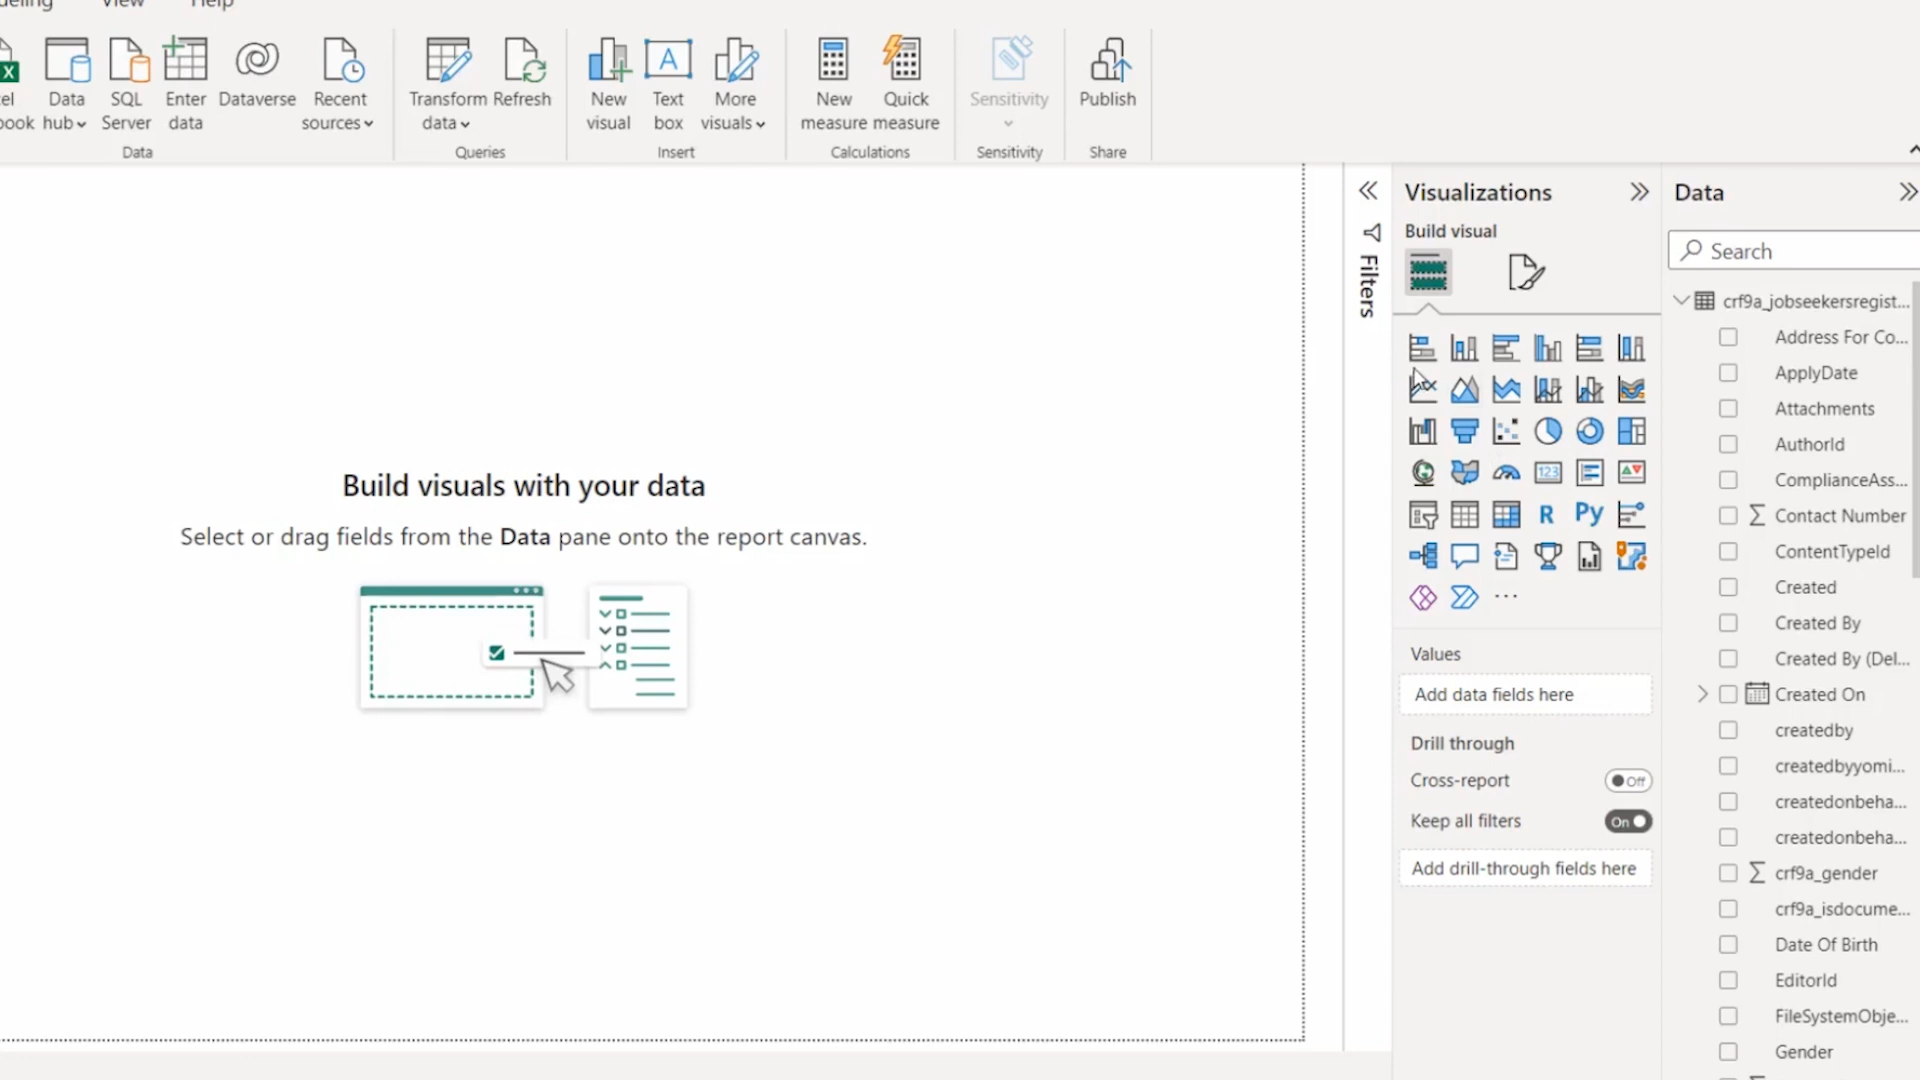 View
Help
Data
hub
SQL
Server
Enter
data
Dataverse
Recent
sources
Transform
data
Refresh
New
visual
Text
box
More
visuals
New
measure
Quick
measure
Sensitivity
Publish
Data
Queries
Insert
Calculations
Sensitivity
Share
Filters
Visualizations
Build visual
Data
Search
crf9a_jobseekersregist...
Address For Co...
ApplyDate
Attachments
AuthorId
ComplianceAss...
Contact Number
ContentTypeId
Created
Created By
Created By (Del...
Created On
createdby
createdbyyomi...
createdonbeha...
createdonbeha...
crf9a_gender
crf9a_isdocume...
Date Of Birth
EditorId
FileSystemObje...
Gender
123
R
Py
Values
Add data fields here
Drill through
Cross-report
Off
Keep all filters
On
Add drill-through fields here
Build visuals with your data
Select or drag fields from the Data pane onto the report canvas.